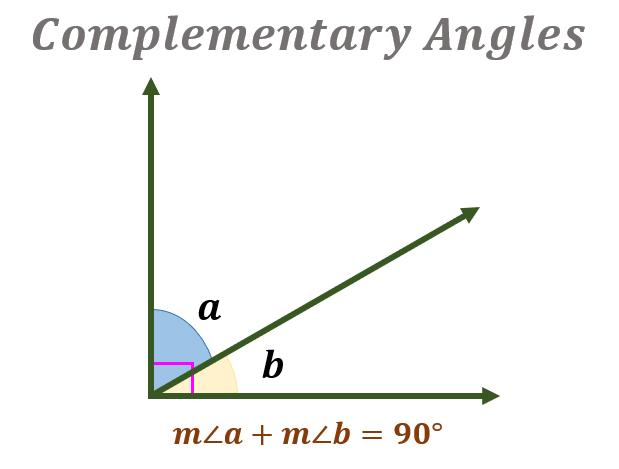 Complementary Angles
a
b
m∠a + m∠b = 90°